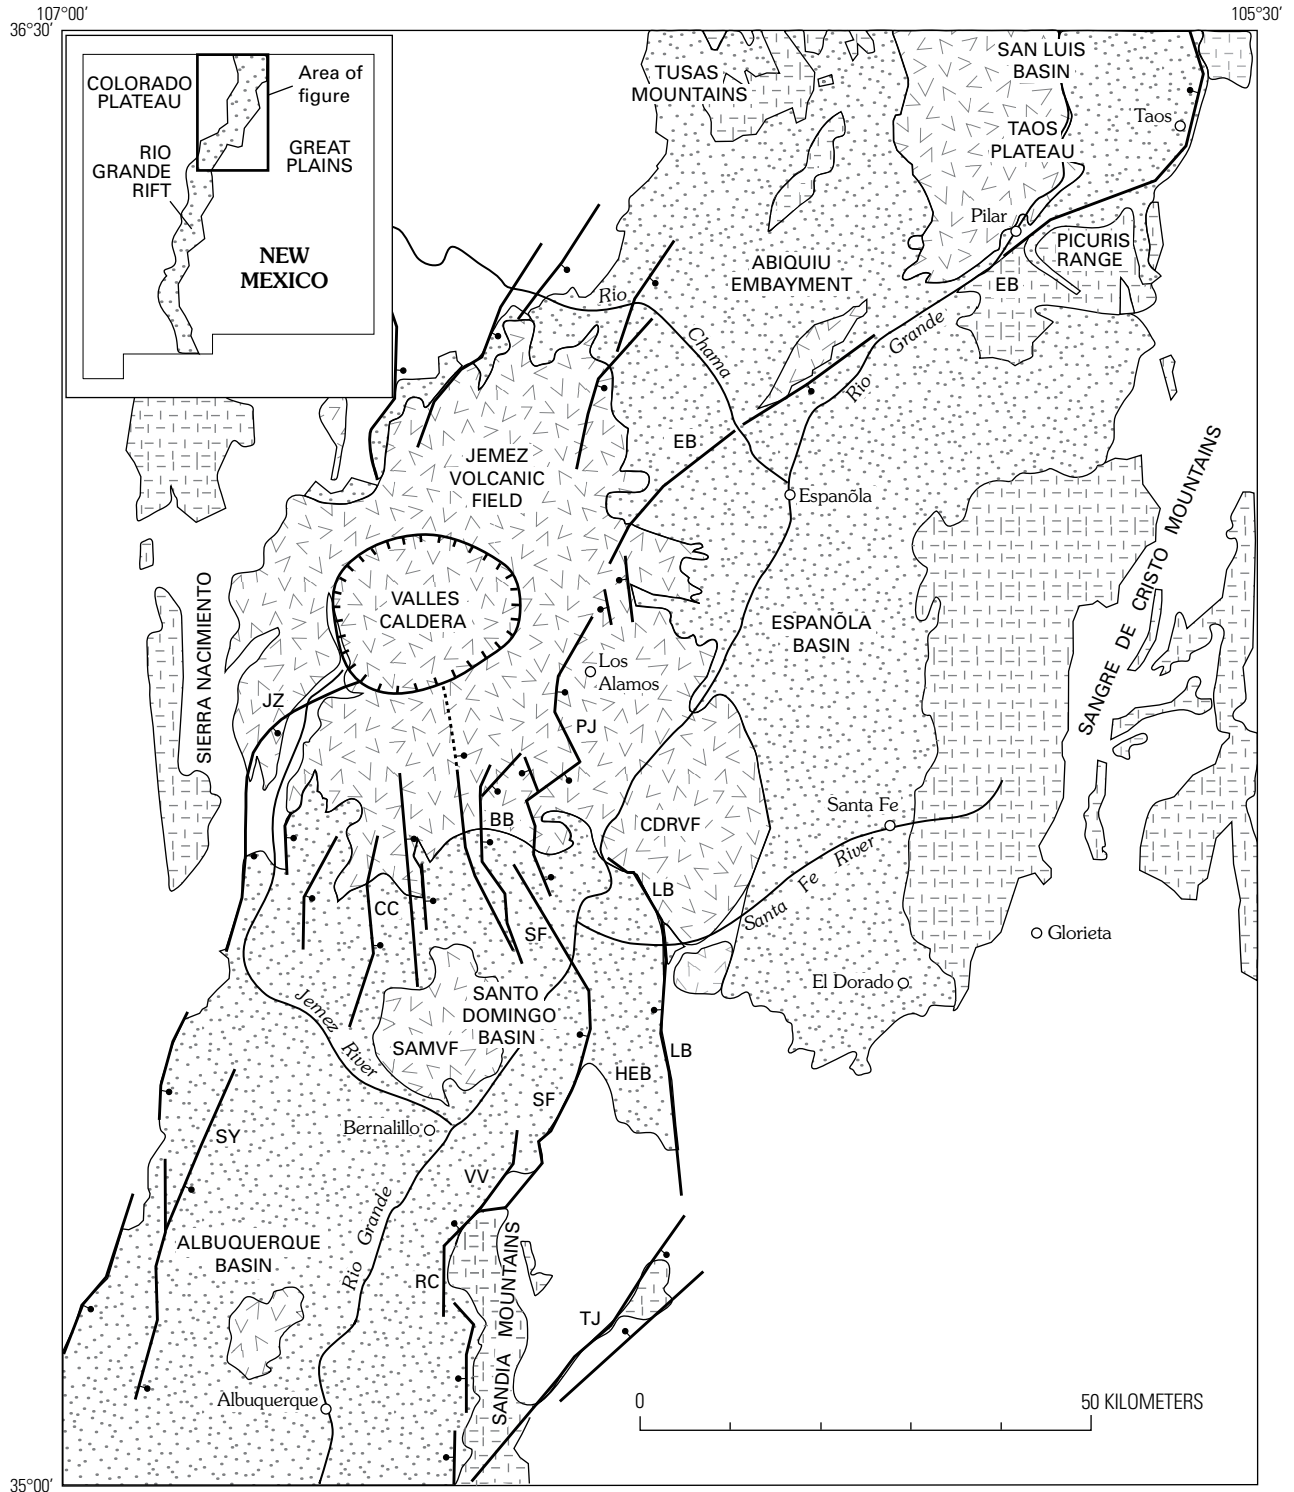 107°00′
105°30′
36°30′
COLORADO
PLATEAU
Area of
figure
RIO
GRANDE
RIFT
GREAT
PLAINS
NEW
MEXICO
TUSAS
MOUNTAINS
SAN LUIS
BASIN
TAOS
PLATEAU
Taos
Pilar
PICURIS
RANGE
EB
ABIQUIU
EMBAYMENT
Rio
Chama
Rio
Grande
EB
JEMEZ
VOLCANIC
FIELD
Espanõla
VALLES
CALDERA
SIERRA NACIMIENTO
ESPANÕLA
BASIN
SANGRE DE CRISTO MOUNTAINS
Los
Alamos
JZ
PJ
BB
CDRVF
Santa Fe
Santa Fe River
LB
CC
SF
Glorieta
El Dorado
Jemez
River
SANTO
DOMINGO
BASIN
SAMVF
LB
HEB
SF
Bernalillo
SY
VV
Rio Grande
ALBUQUERQUE
BASIN
RC
SANDIA MOUNTAINS
TJ
Albuquerque
0
50 KILOMETERS
35°00′